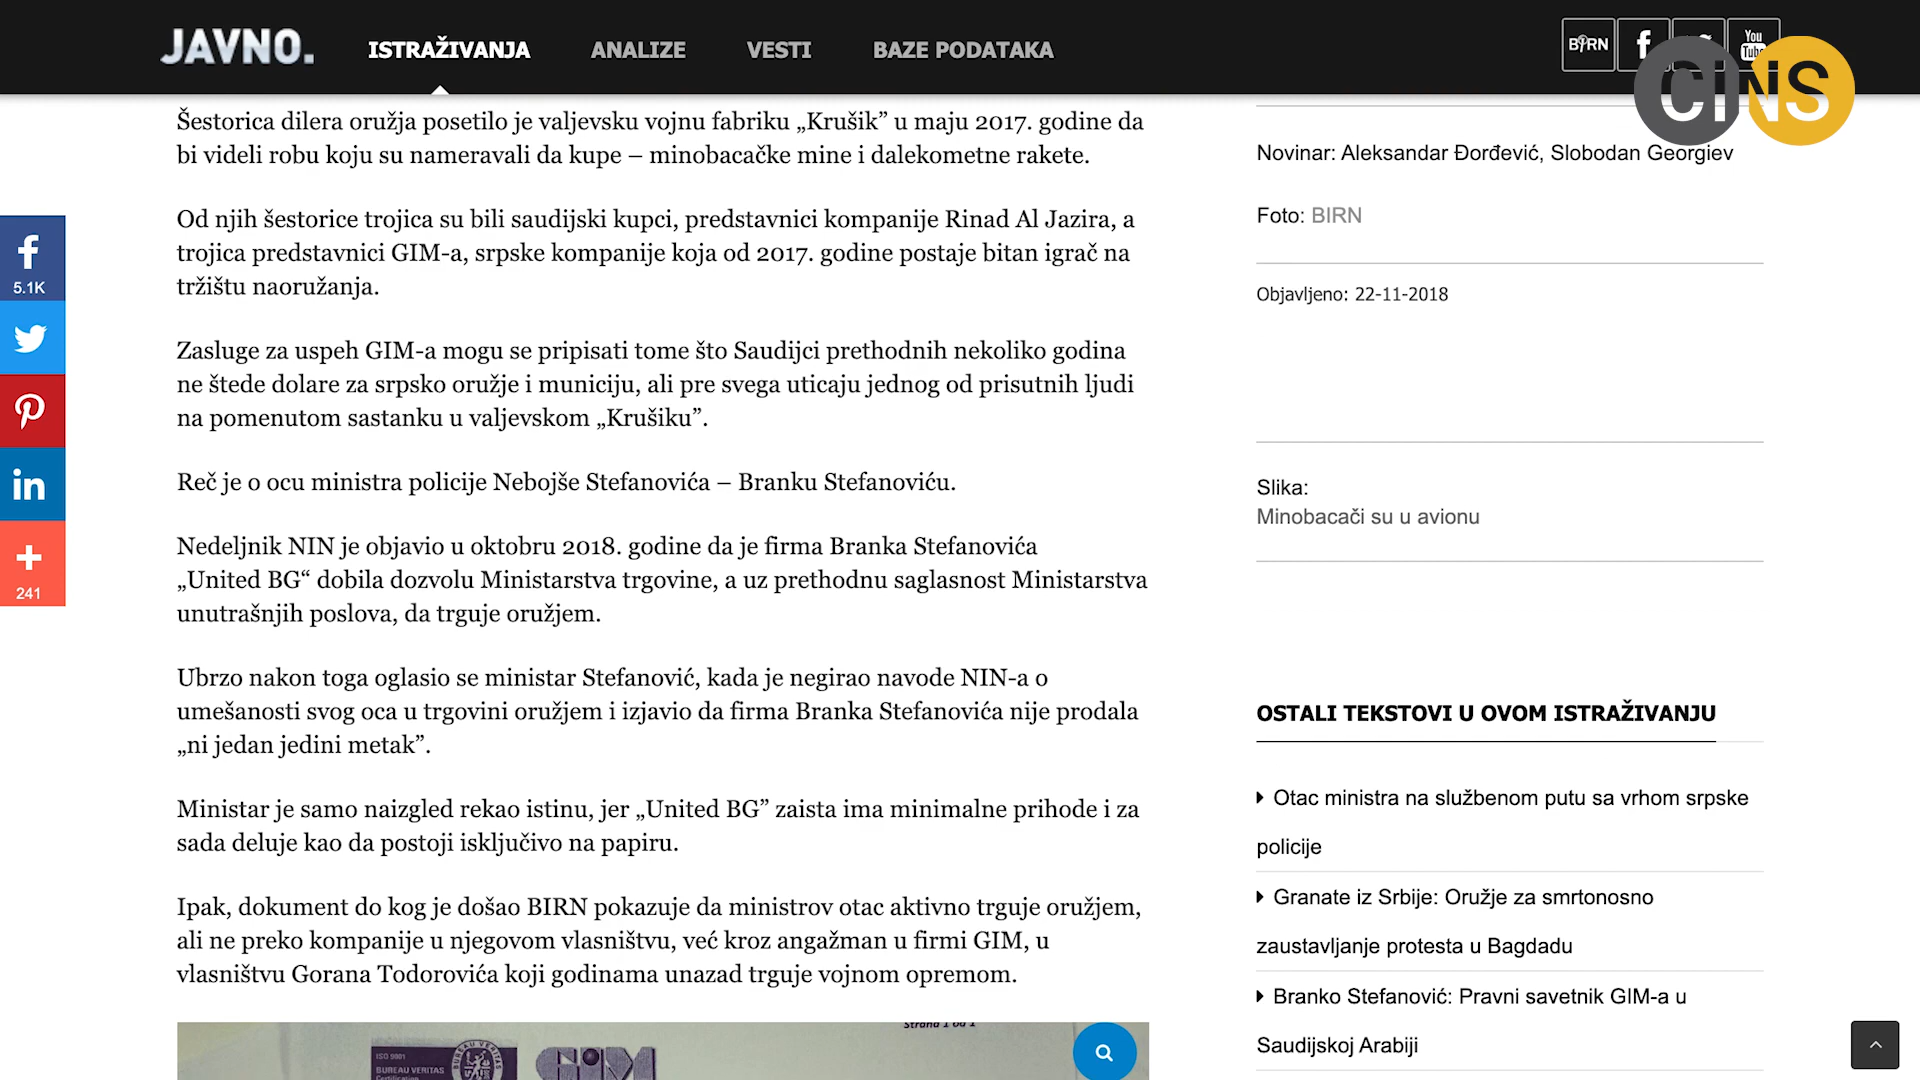 JAVNO.
ISTRAŽIVANJA
ANALIZE
VESTI
BAZE PODATAKA
BIRN
You
CINS
Šestorica dilera oružja posetilo je valjevsku vojnu fabriku „Krušik” u maju 2017. godine da
bi videli robu koju su nameravali da kupe – minobacačke mine i dalekometne rakete.
Od njih šestorice trojica su bili saudijski kupci, predstavnici kompanije Rinad Al Jazira, a
trojica predstavnici GIM-a, srpske kompanije koja od 2017. godine postaje bitan igrač na
tržištu naoružanja.
Zasluge za uspeh GIM-a mogu se pripisati tome što Saudijci prethodnih nekoliko godina
ne štede dolare za srpsko oružje i municiju, ali pre svega uticaju jednog od prisutnih ljudi
na pomenutom sastanku u valjevskom „Krušiku”.
Reč je o ocu ministra policije Nebojše Stefanovića – Branku Stefanoviću.
Nedeljnik NIN je objavio u oktobru 2018. godine da je firma Branka Stefanovića
„United BG“ dobila dozvolu Ministarstva trgovine, a uz prethodnu saglasnost Ministarstva
unutrašnjih poslova, da trguje oružjem.
Ubrzo nakon toga oglasio se ministar Stefanović, kada je negirao navode NIN-a o
umešanosti svog oca u trgovini oružjem i izjavio da firma Branka Stefanovića nije prodala
„ni jedan jedini metak”.
Ministar je samo naizgled rekao istinu, jer „United BG” zaista ima minimalne prihode i za
sada deluje kao da postoji isključivo na papiru.
Ipak, dokument do kog je došao BIRN pokazuje da ministrov otac aktivno trguje oružjem,
ali ne preko kompanije u njegovom vlasništvu, već kroz angažman u firmi GIM, u
vlasništvu Gorana Todorovića koji godinama unazad trguje vojnom opremom.
Strana 1 od 1
ISO 9001
BUREAU VERITAS
Certification
BUREAU VERITAS
GIM
5.1K
241
Novinar: Aleksandar Đorđević, Slobodan Georgiev
Foto: BIRN
Objavljeno: 22-11-2018
Slika:
Minobacači su u avionu
OSTALI TEKSTOVI U OVOM ISTRAŽIVANJU
Otac ministra na službenom putu sa vrhom srpske
policije
Granate iz Srbije: Oružje za smrtonosno
zaustavljanje protesta u Bagdadu
Branko Stefanović: Pravni savetnik GIM-a u
Saudijskoj Arabiji